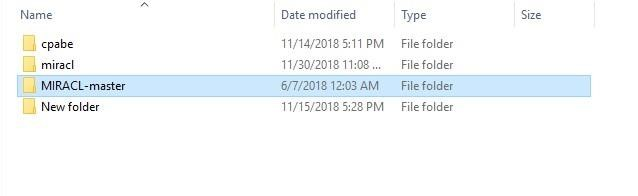 Name Date modified Type Size
cpabe 11/14/2018 5:11 PM File folder
miracl 11/30/2018 11:08 ... File folder
MIRACL-master 6/7/2018 12:03 AM File folder
New folder 11/15/2018 5:28 PM File folder